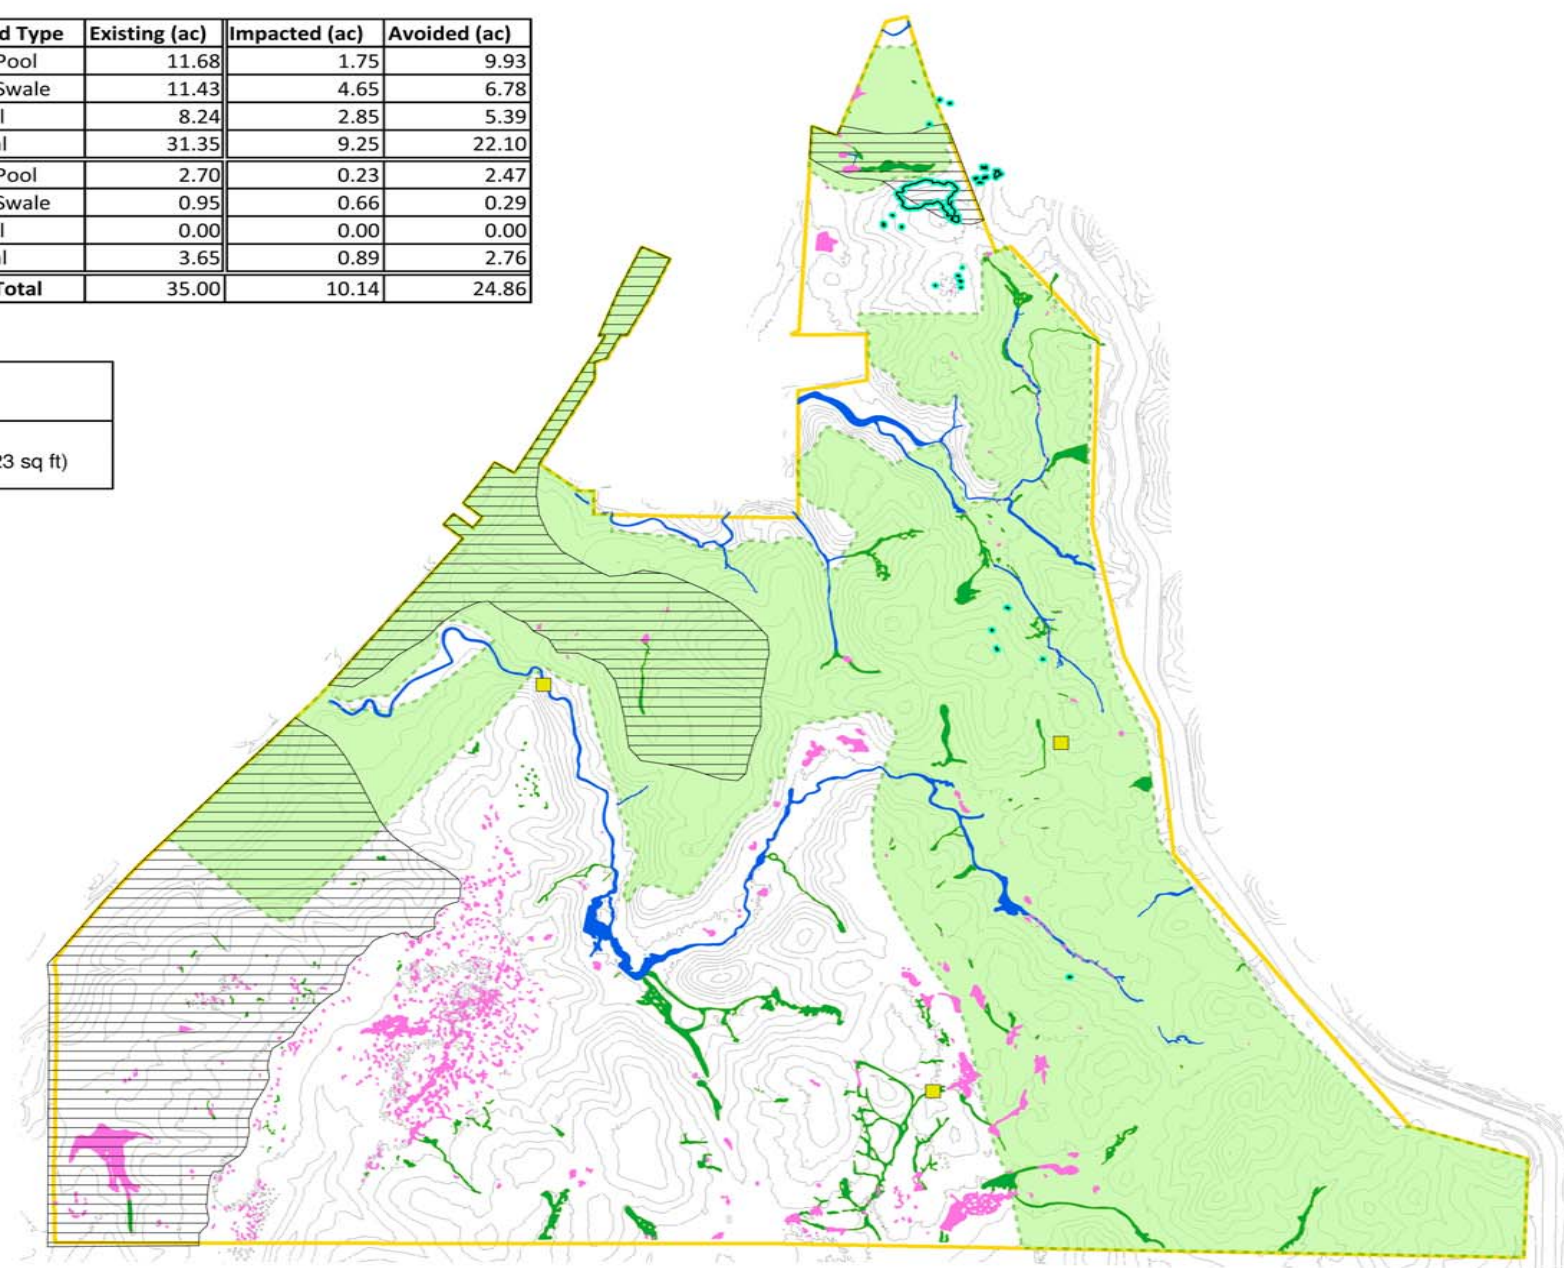 d Type Existing (ac) Impacted (ac) Avoided (ac)
Pool 11.68 1.75 9.93
Swale 11.43 4.65 6.78
l 8.24 2.85 5.39
al 31.35 9.25 22.10
Pool 2.70 0.23 2.47
Swale 0.95 0.66 0.29
l 0.00 0.00 0.00
al 3.65 0.89 2.76
Total 35.00 10.14 24.86
23 sq ft)